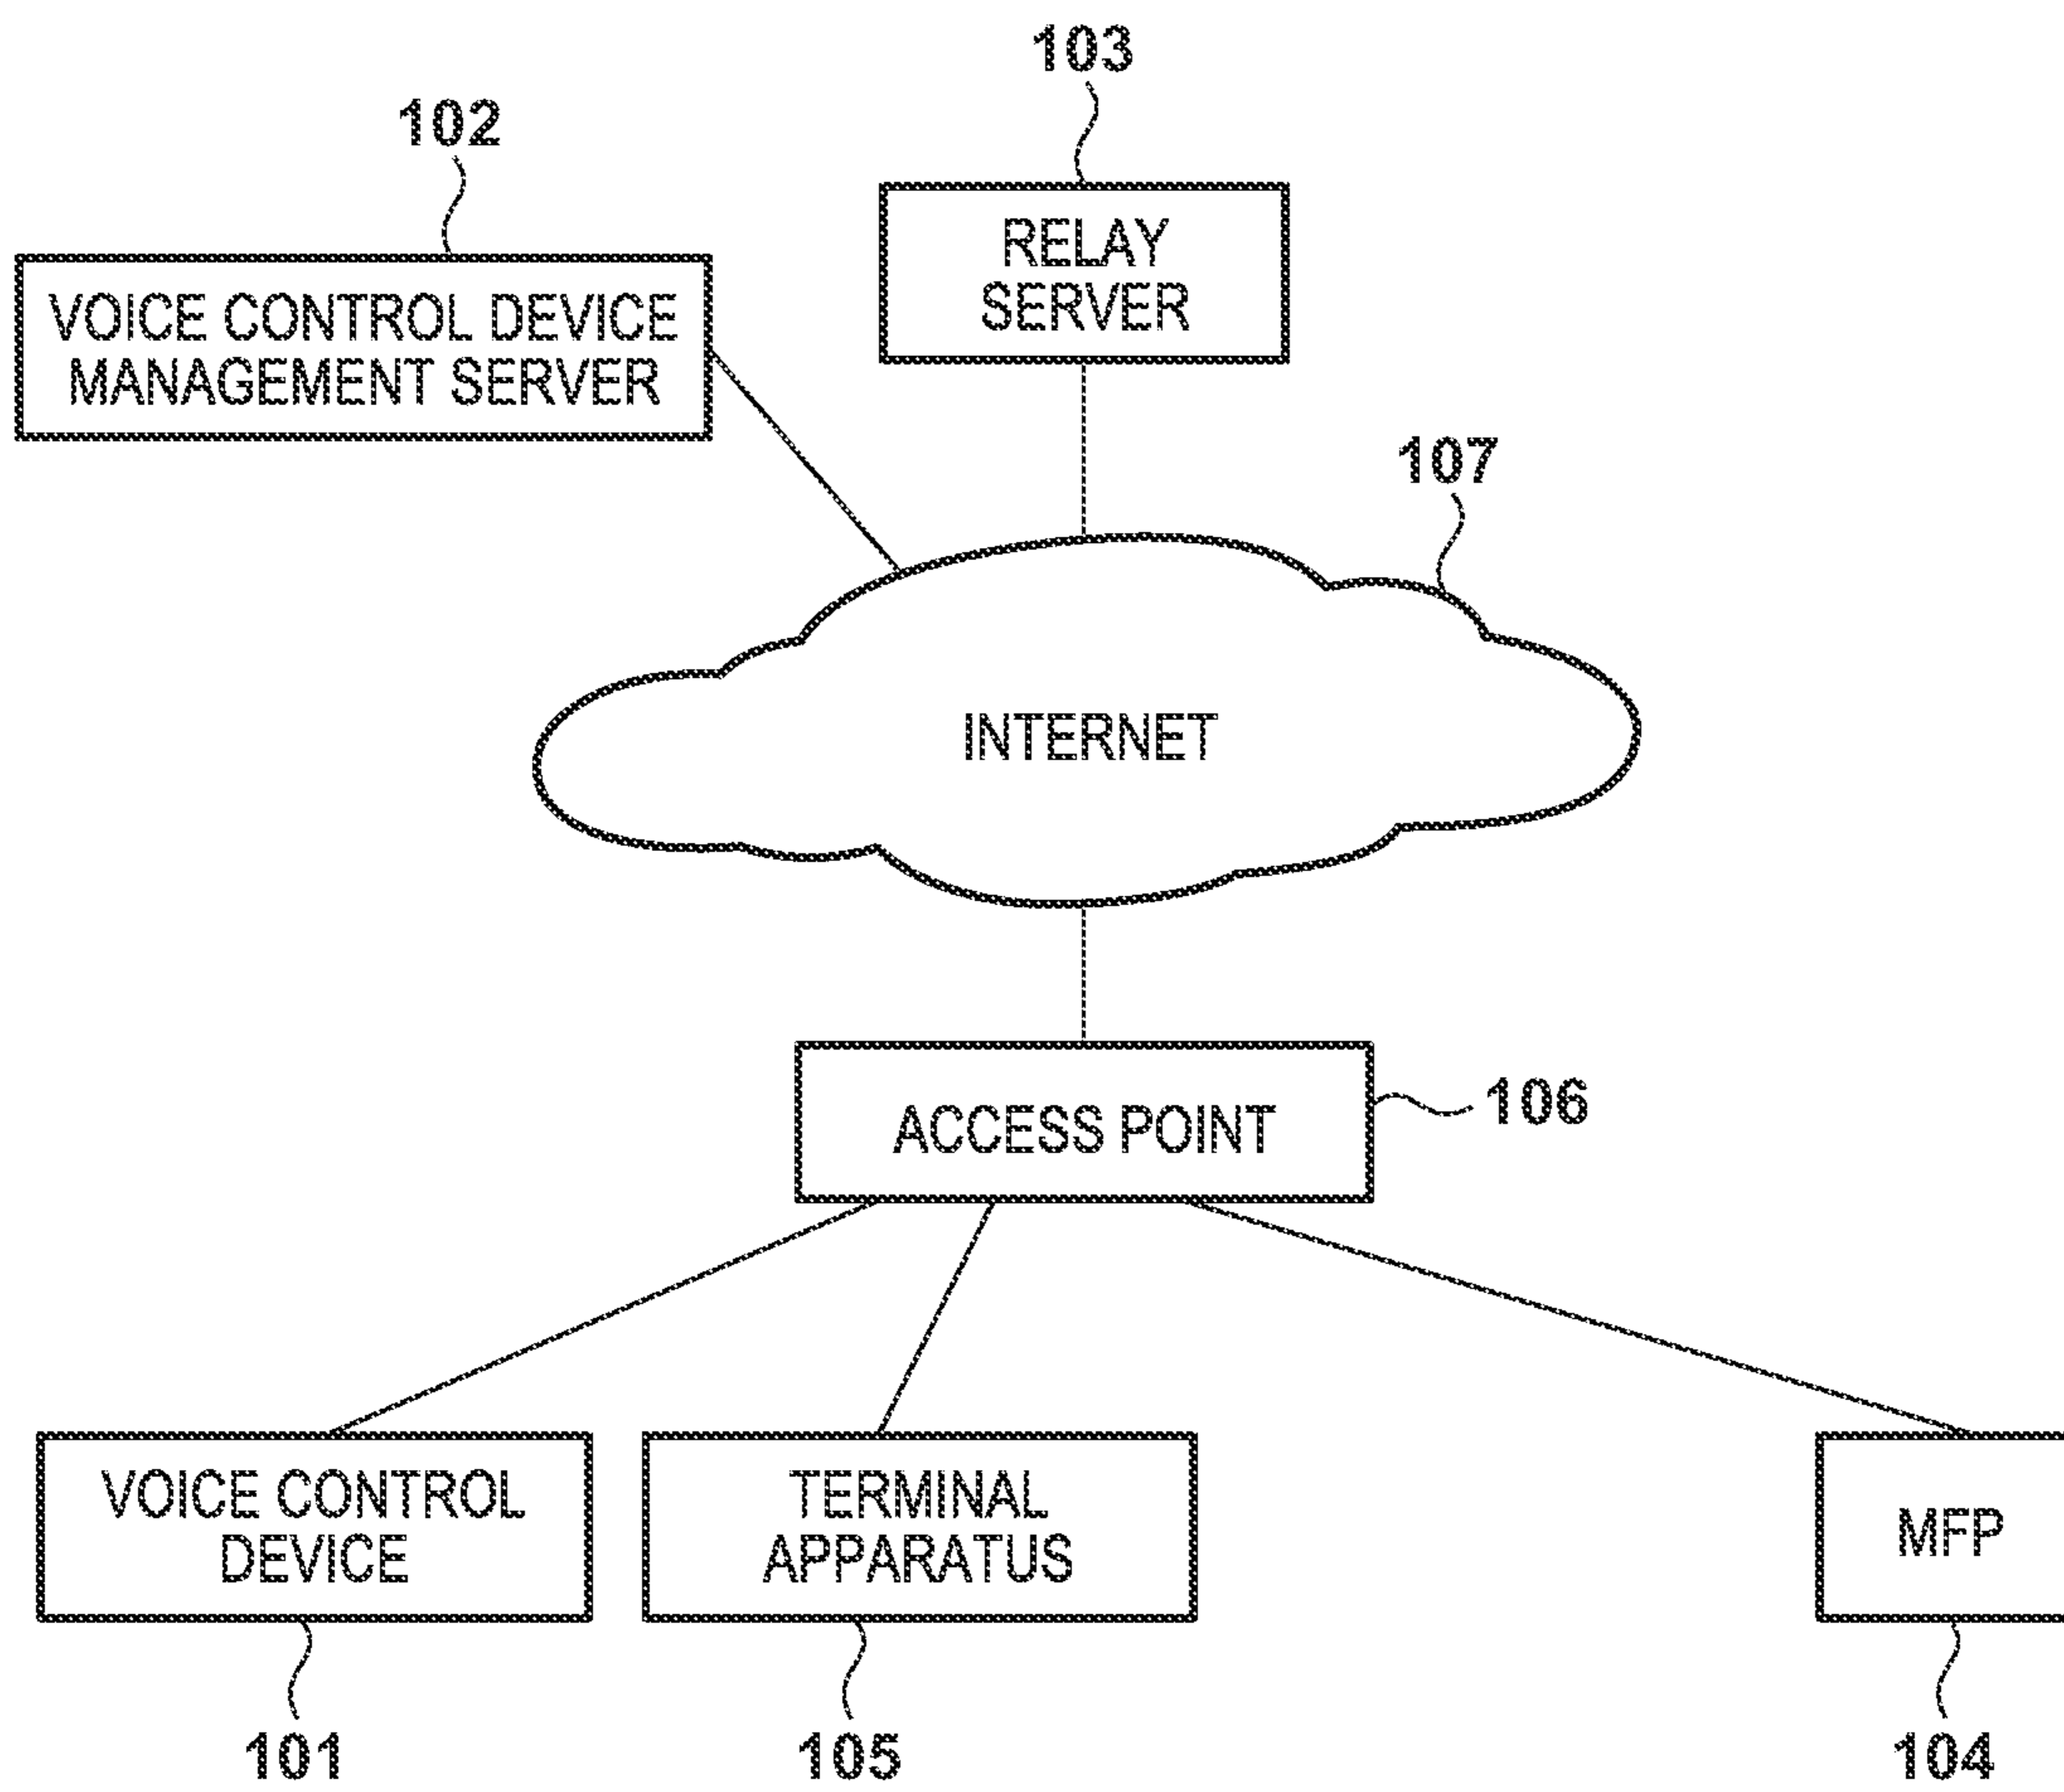 103
102
RELAY
SERVER
VOICE CONTROL DEVICE
MANAGEMENT SERVER
107
INTERNET
ACCESS POINT
106
VOICE CONTROL
DEVICE
TERMINAL
APPARATUS
MFP
101
105
104